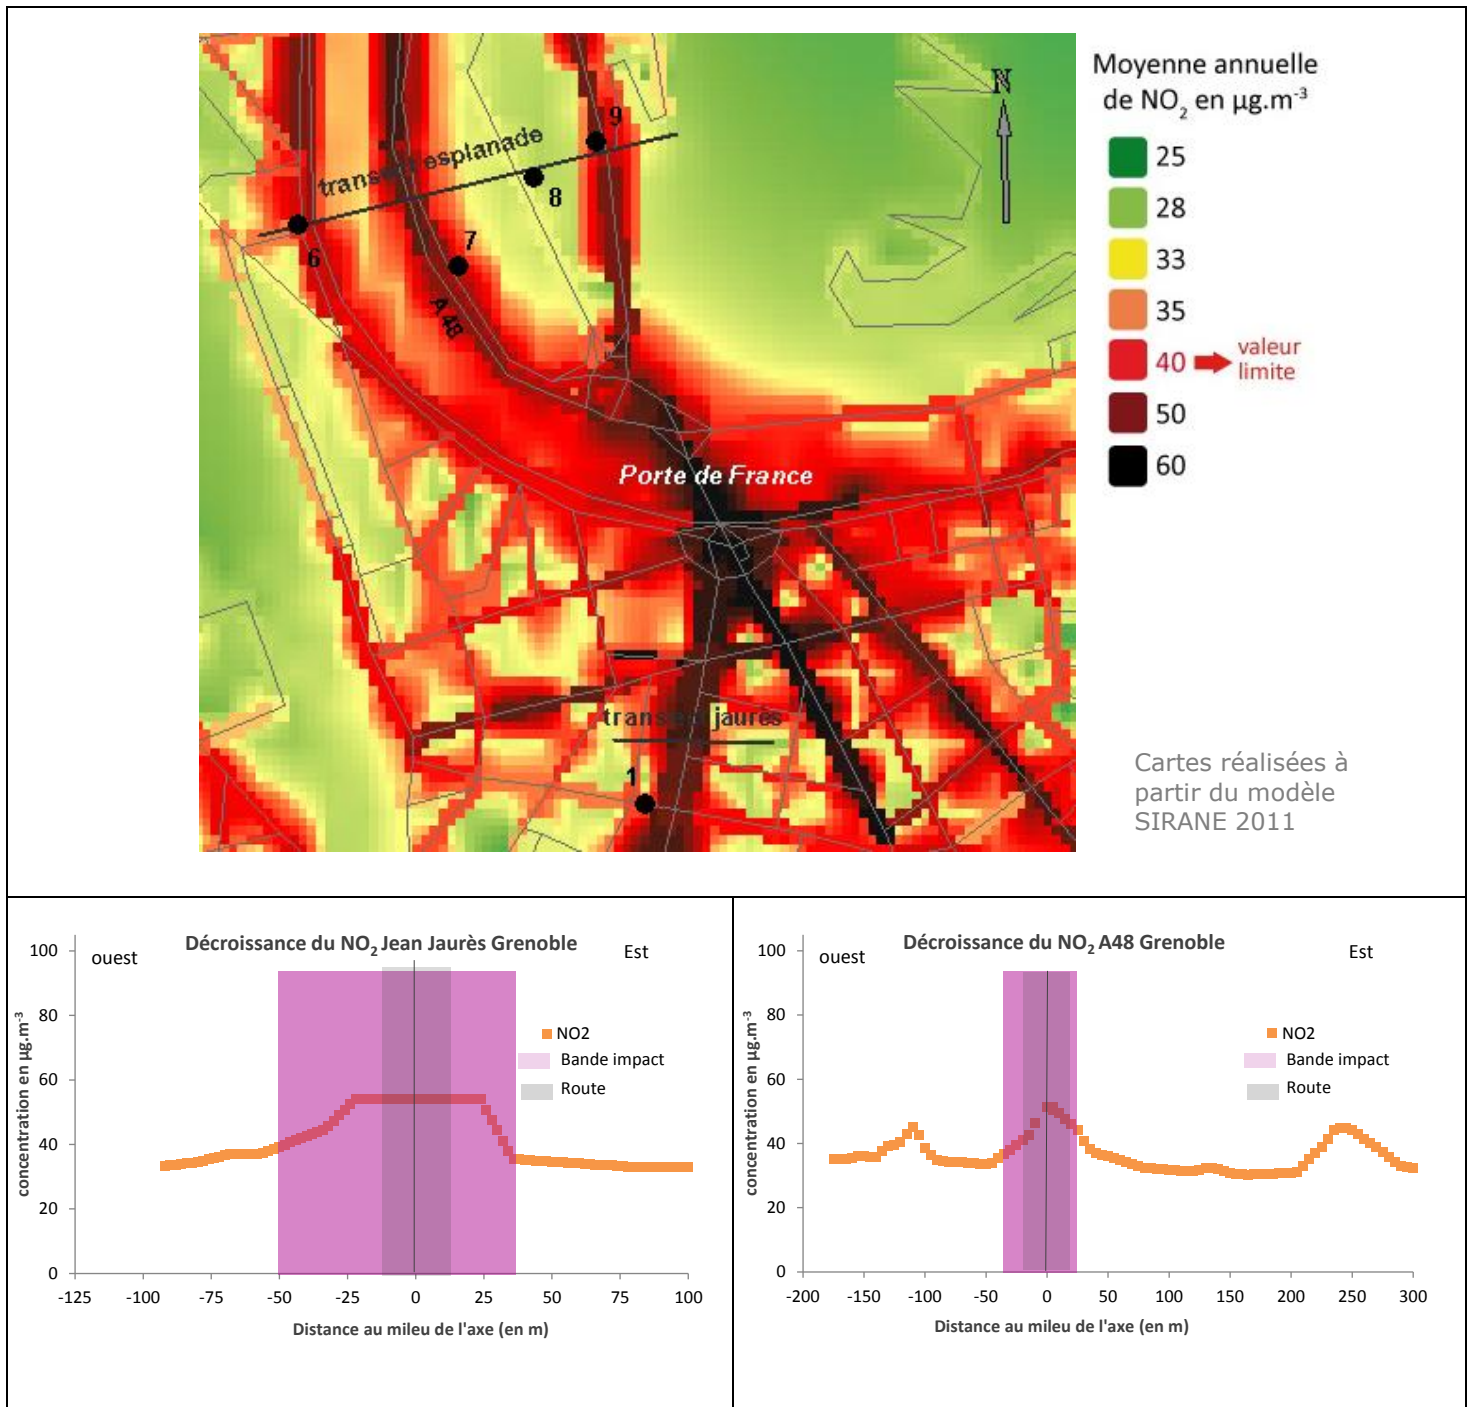 Moyenne annuelle
de NO₂ en µg.m⁻³
25
28
33
35
40
valeur
limite
50
60
N
9
esplanade
8
7
6
A 48
Porte de France
jaurès
1
Cartes réalisées à
partir du modèle
SIRANE 2011
Décroissance du NO₂ Jean Jaurès Grenoble
ouest
Est
concentration en µg.m⁻³
100
80
60
40
20
0
NO2
Bande impact
Route
-125 -100 -75 -50 -25 0 25 50 75 100
Distance au mileu de l'axe (en m)
Décroissance du NO₂ A48 Grenoble
ouest
Est
concentration en µg.m⁻³
100
80
60
40
20
0
NO2
Bande impact
Route
-200 -150 -100 -50 0 50 100 150 200 250 300
Distance au mileu de l'axe (en m)